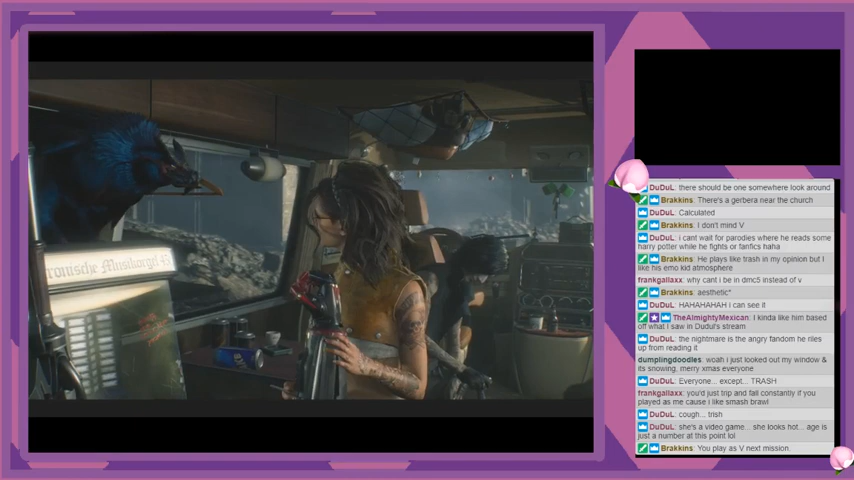 ronische Musikorgel 43
DuDuL: there should be one somewhere look around
Brakkins: There's a gerbera near the church
DuDuL: Calculated
Brakkins: I don't mind V
DuDuL: i cant wait for parodies where he reads some
harry potter while he fights or fanfics haha
Brakkins: He plays like trash in my opinion but I
like his emo kid atmosphere
frankgallaxx: why cant i be in dmc5 instead of v
Brakkins: aesthetic*
DuDuL: HAHAHAHAH i can see it
TheAlmightyMexican: I kinda like him based
off what I saw in Dudul's stream
DuDuL: the nightmare is the angry fandom he riles
up from reading it
dumplingdoodles: woah i just looked out my window &
its snowing, merry xmas everyone
DuDuL: Everyone... except... TRASH
frankgallaxx: you'd just trip and fall constantly if you
played as me cause i like smash brawl
DuDuL: cough... trish
DuDuL: she's a video game... she looks hot... age is
just a number at this point lol
Brakkins: You play as V next mission.